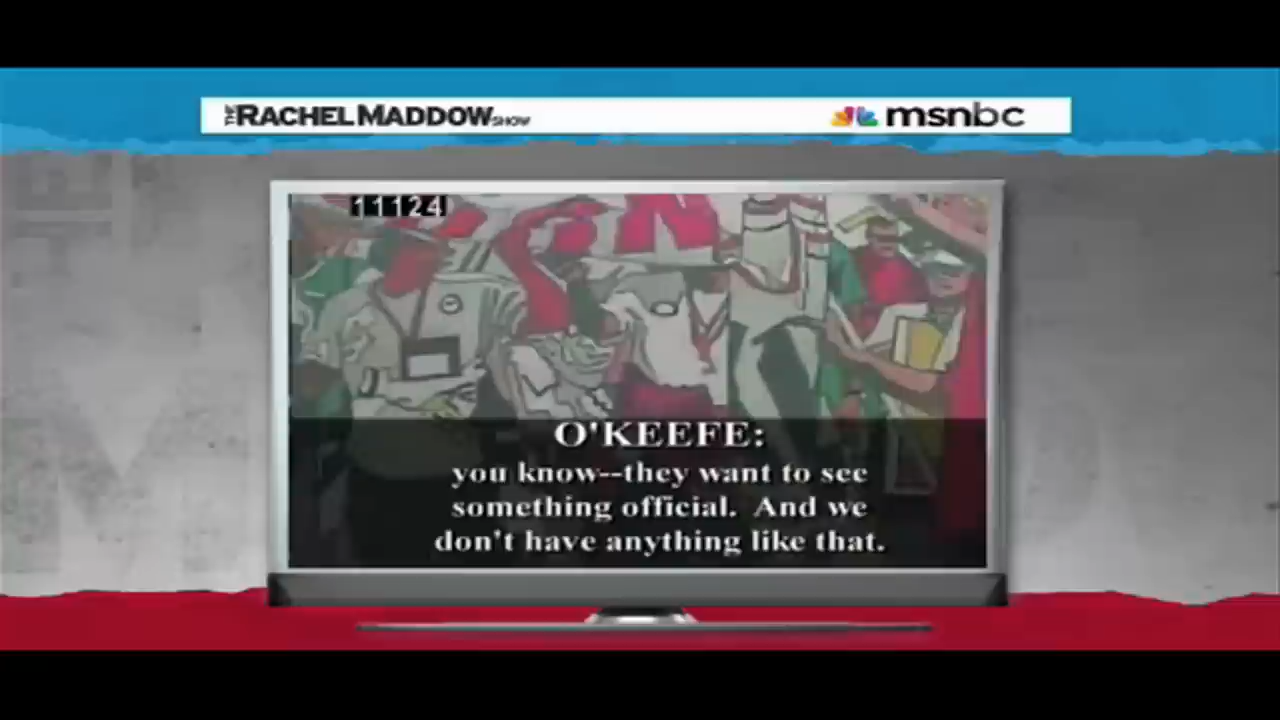 THE RACHEL MADDOW SHOW
msnbc
11124
O'KEEFE:
you know--they want to see
something official. And we
don't have anything like that.